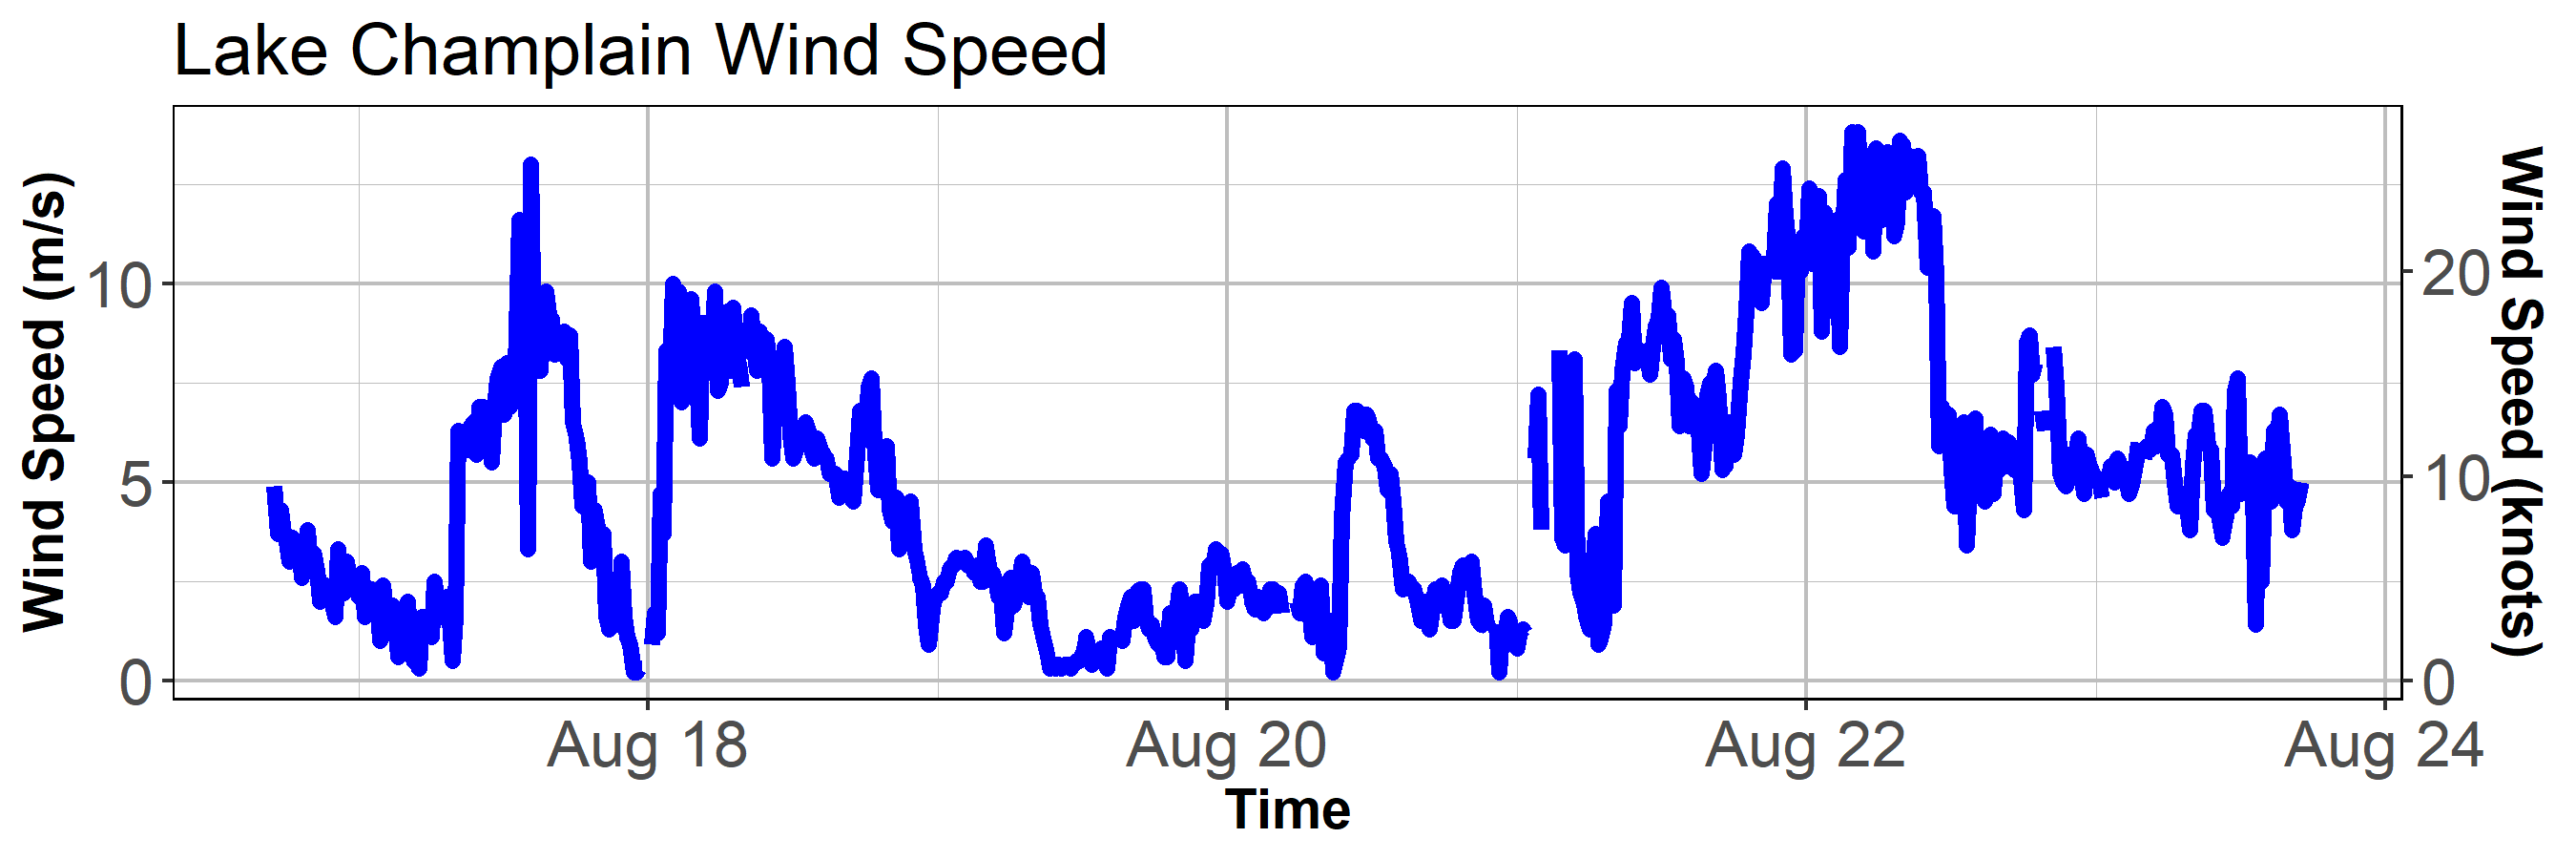 Lake Champlain Wind Speed
Wind Speed (m/s)
10
5
0
Wind Speed (knots)
20
10
0
Aug 18
Aug 20
Aug 22
Aug 24
Time